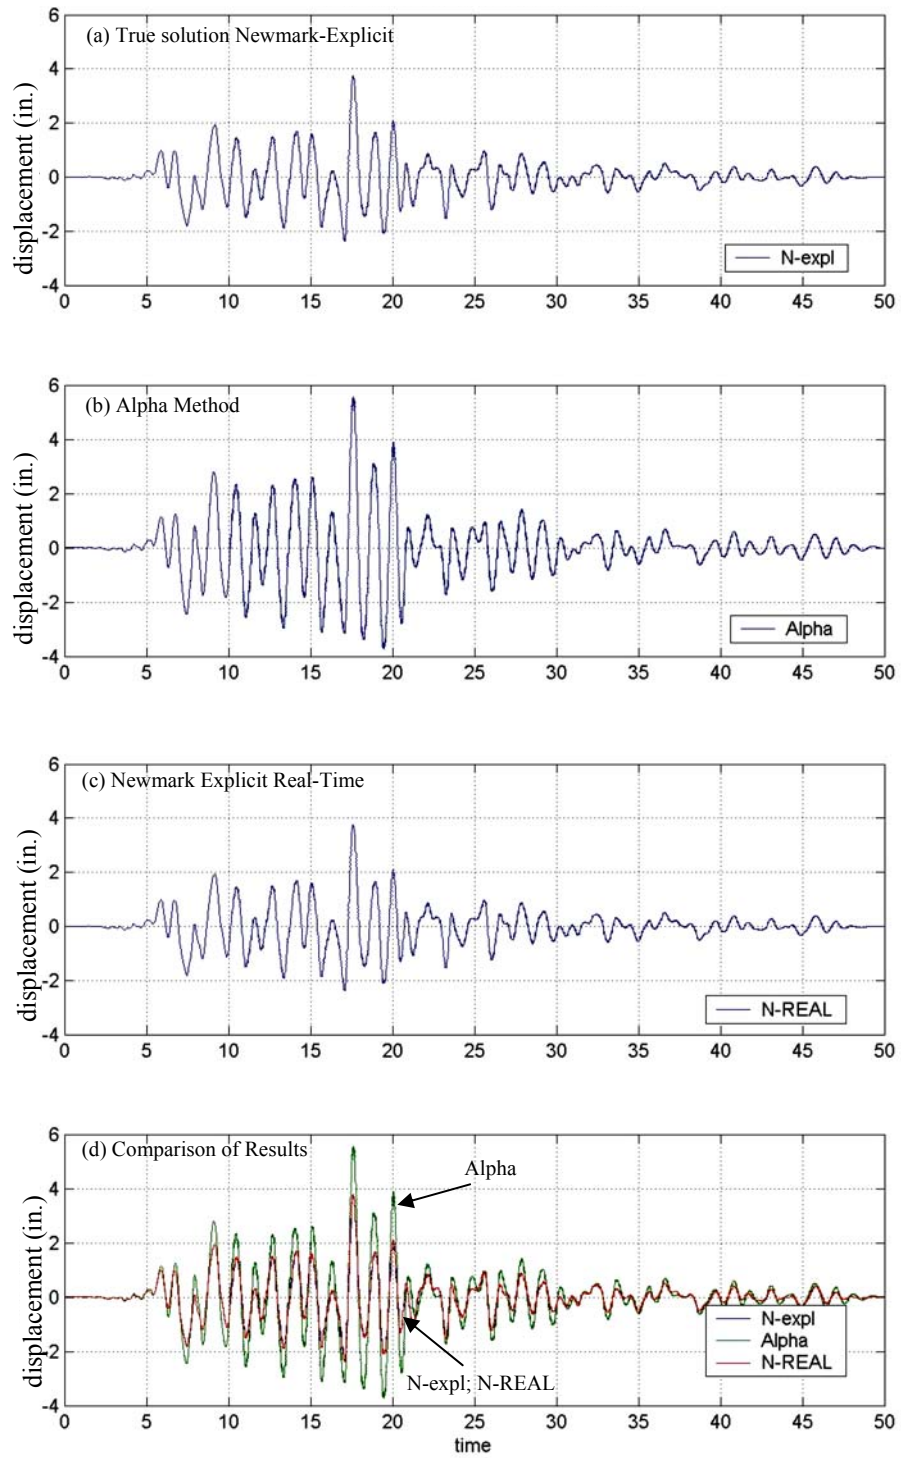 (a) True solution Newmark-Explicit
displacement (in.)
6
4
2
0
-2
-4
N-expl
0 5 10 15 20 25 30 35 40 45 50
(b) Alpha Method
displacement (in.)
6
4
2
0
-2
-4
Alpha
0 5 10 15 20 25 30 35 40 45 50
(c) Newmark Explicit Real-Time
displacement (in.)
6
4
2
0
-2
-4
N-REAL
0 5 10 15 20 25 30 35 40 45 50
(d) Comparison of Results
Alpha
displacement (in.)
6
4
2
0
-2
-4
N-expl
Alpha
N-REAL
N-expl; N-REAL
0 5 10 15 20 25 30 35 40 45 50
time